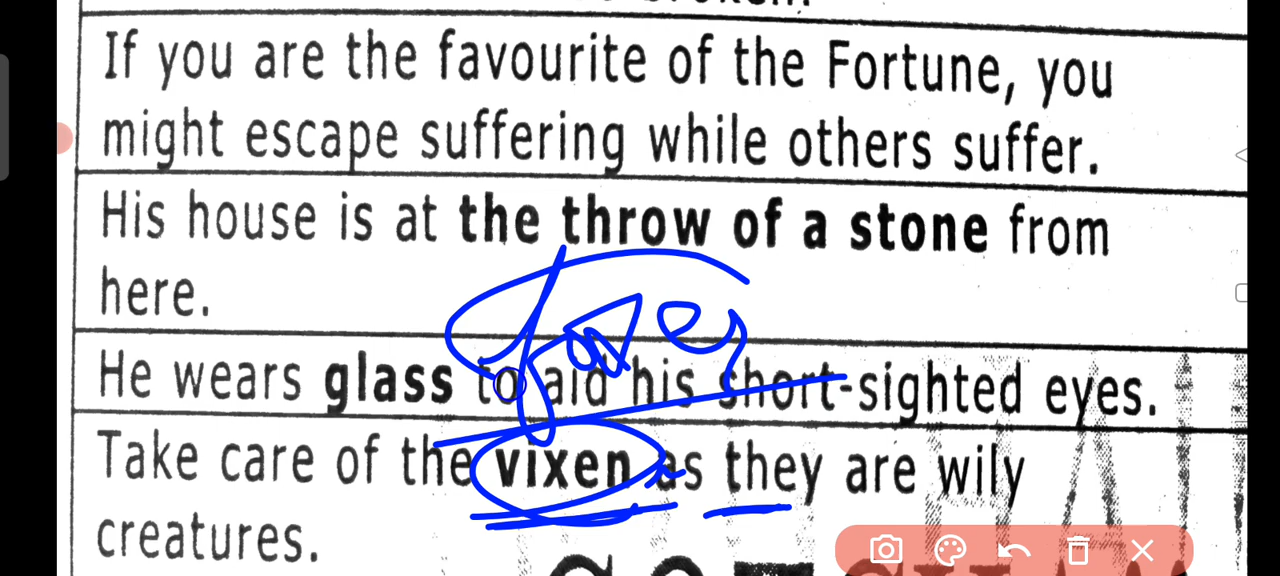 If you are the favourite of the Fortune, you
might escape suffering while others suffer.
His house is at the throw of a stone from
here.
He wears glass to aid his short-sighted eyes.
Take care of the vixen as they are wily
creatures.